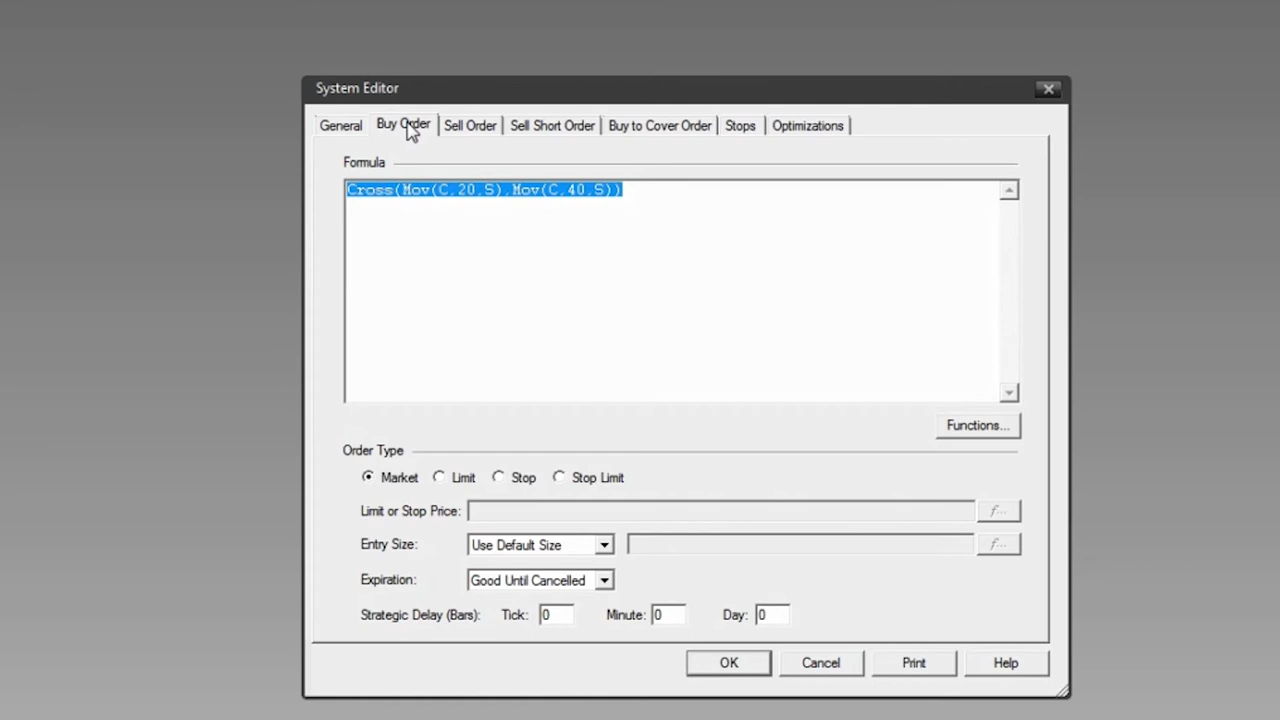 System Editor
General Buy Order Sell Order Sell Short Order Buy to Cover Order Stops Optimizations
Formula
Cross(Mov(C,20,S),Mov(C,40,S))
Functions...
Order Type
Market Limit Stop Stop Limit
Limit or Stop Price: f...
Entry Size: Use Default Size f...
Expiration: Good Until Cancelled
Strategic Delay (Bars): Tick: 0 Minute: 0 Day: 0
OK Cancel Print Help